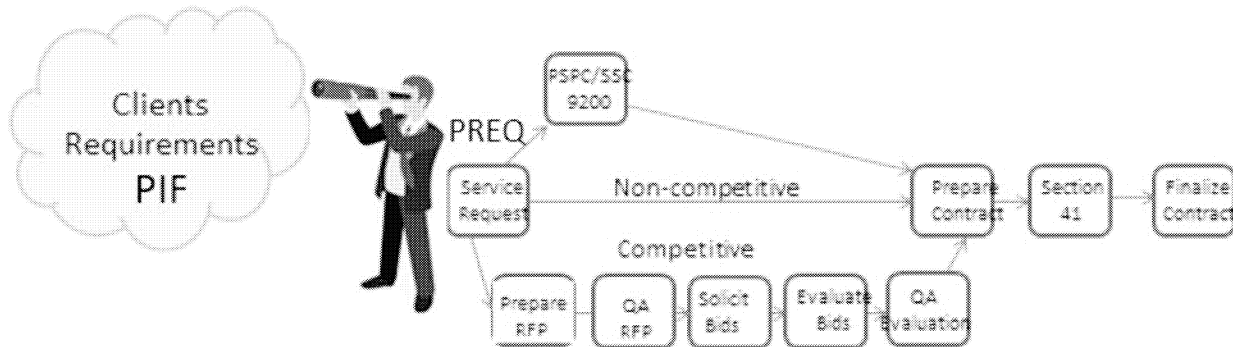 Clients
Requirements
PIF
PREQ
PSPC/SSC
9200
Service
Request
Non-competitive
Prepare
Contract
Section
41
Finalize
Contract
Competitive
Prepare
RFP
QA
RFP
Solicit
Bids
Evaluate
Bids
QA
Evaluation